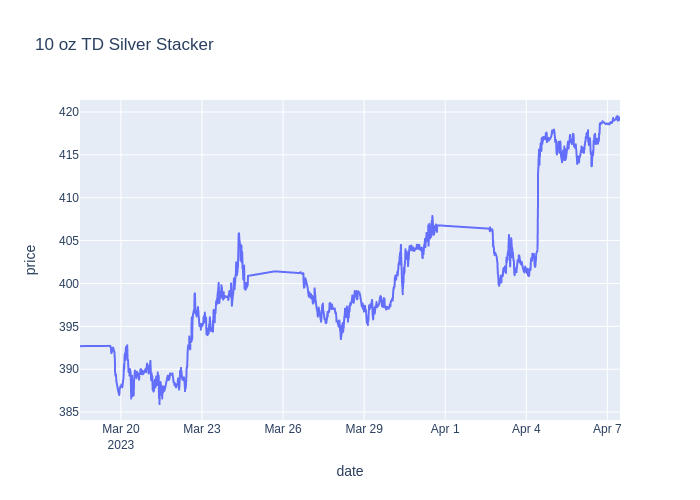 10 oz TD Silver Stacker
420
415
410
405
400
395
390
385
price
Mar 20
2023
Mar 23
Mar 26
Mar 29
Apr 1
Apr 4
Apr 7
date